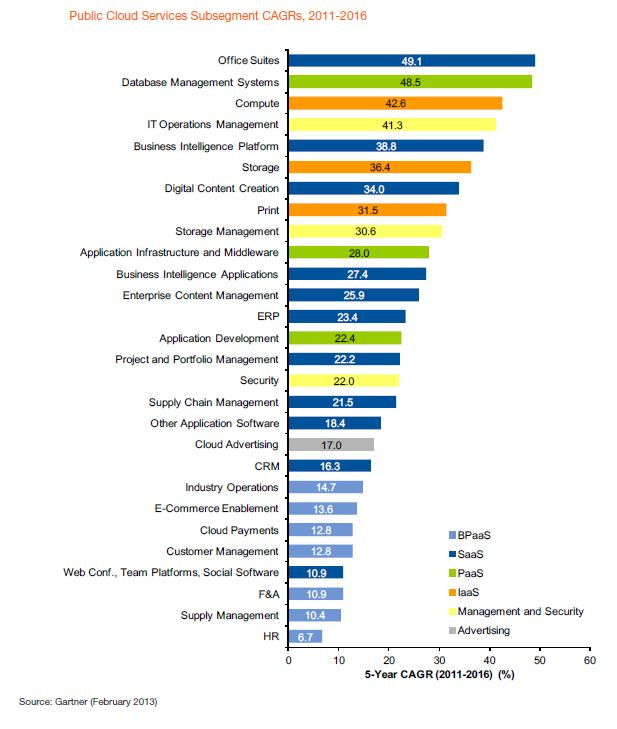 Public Cloud Services Subsegment CAGRs, 2011-2016
Office Suites 49.1
Database Management Systems 48.5
Compute 42.6
IT Operations Management 41.3
Business Intelligence Platform 38.8
Storage 36.4
Digital Content Creation 34.0
Print 31.5
Storage Management 30.6
Application Infrastructure and Middleware 28.0
Business Intelligence Applications 27.4
Enterprise Content Management 25.9
ERP 23.4
Application Development 22.4
Project and Portfolio Management 22.2
Security 22.0
Supply Chain Management 21.5
Other Application Software 18.4
Cloud Advertising 17.0
CRM 16.3
Industry Operations 14.7
E-Commerce Enablement 13.6
Cloud Payments 12.8
Customer Management 12.8
Web Conf., Team Platforms, Social Software 10.9
F&A 10.9
Supply Management 10.4
HR 6.7
BPaaS
SaaS
PaaS
IaaS
Management and Security
Advertising
0 10 20 30 40 50 60
5-Year CAGR (2011-2016) (%)
Source: Gartner (February 2013)